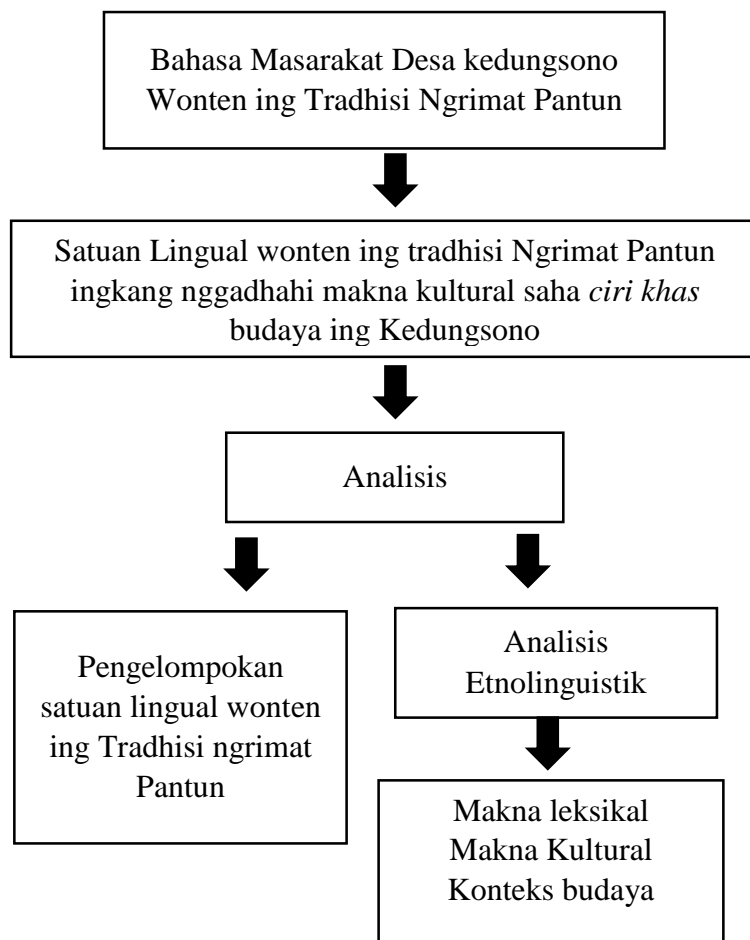 Bahasa Masarakat Desa kedungsono
Wonten ing Tradhisi Ngrimat Pantun
Satuan Lingual wonten ing tradhisi Ngrimat Pantun
ingkang nggadhahi makna kultural saha ciri khas
budaya ing Kedungsono
Analisis
Pengelompokan
satuan lingual wonten
ing Tradhisi ngrimat
Pantun
Analisis
Etnolinguistik
Makna leksikal
Makna Kultural
Konteks budaya